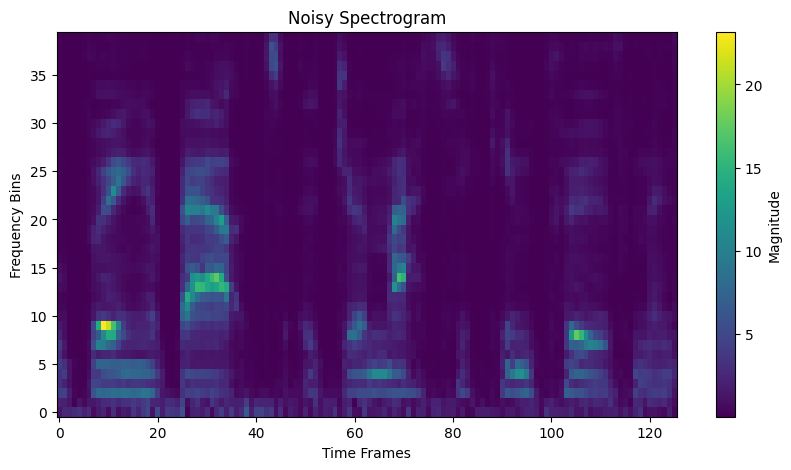 Noisy Spectrogram
Frequency Bins
35
30
25
20
15
10
5
0
0 20 40 60 80 100 120
Time Frames
20
15
10
5
Magnitude